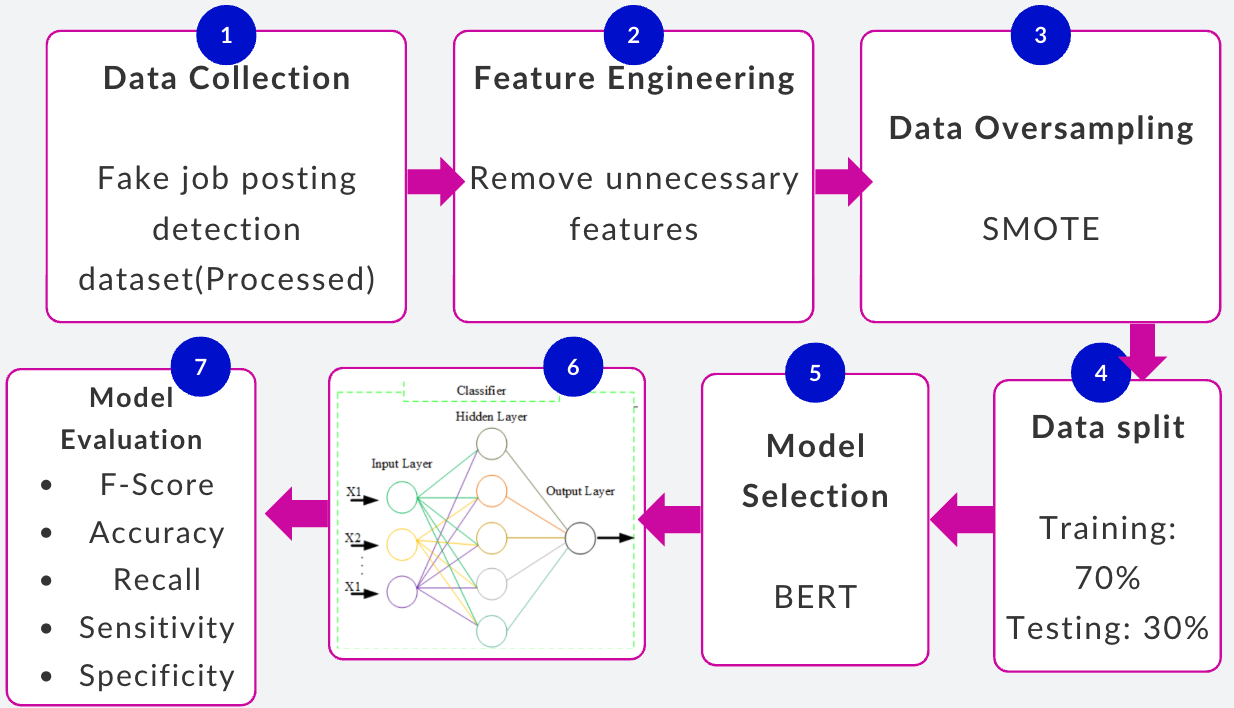 1
Data Collection
Fake job posting
detection
dataset(Processed)
2
Feature Engineering
Remove unnecessary
features
3
Data Oversampling
SMOTE
4
Data split
Training:
70%
Testing: 30%
5
Model
Selection
BERT
6
Classifier
Hidden Layer
Input Layer
Output Layer
X1
X2
X1
7
Model
Evaluation
• F-Score
• Accuracy
• Recall
• Sensitivity
• Specificity